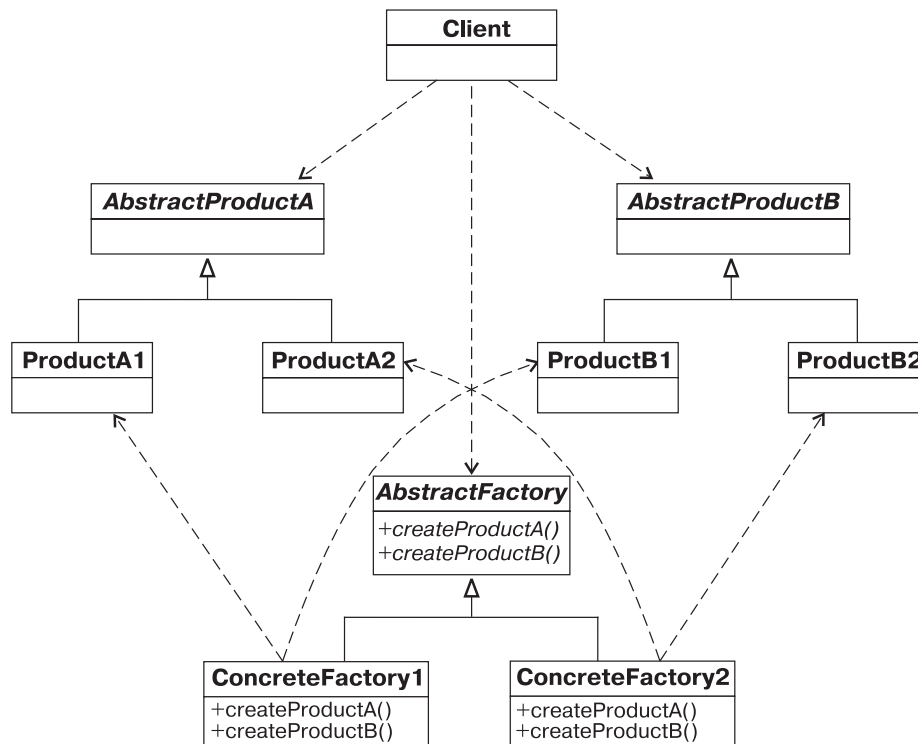 Client
AbstractProductA
AbstractProductB
ProductA1
ProductA2
ProductB1
ProductB2
AbstractFactory
+createProductA()
+createProductB()
ConcreteFactory1
+createProductA()
+createProductB()
ConcreteFactory2
+createProductA()
+createProductB()